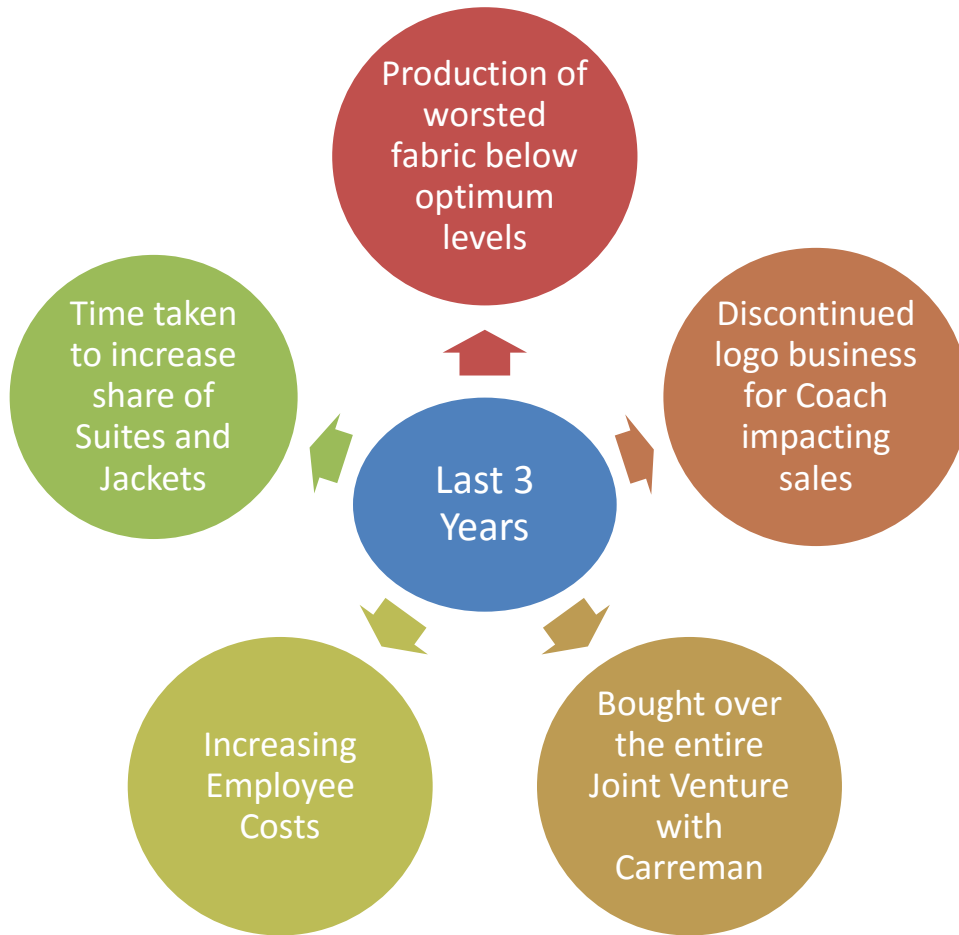 Production of
worsted
fabric below
optimum
levels
Time taken
to increase
share of
Suites and
Jackets
Discontinued
logo business
for Coach
impacting
sales
Last 3
Years
Increasing
Employee
Costs
Bought over
the entire
Joint Venture
with
Carreman